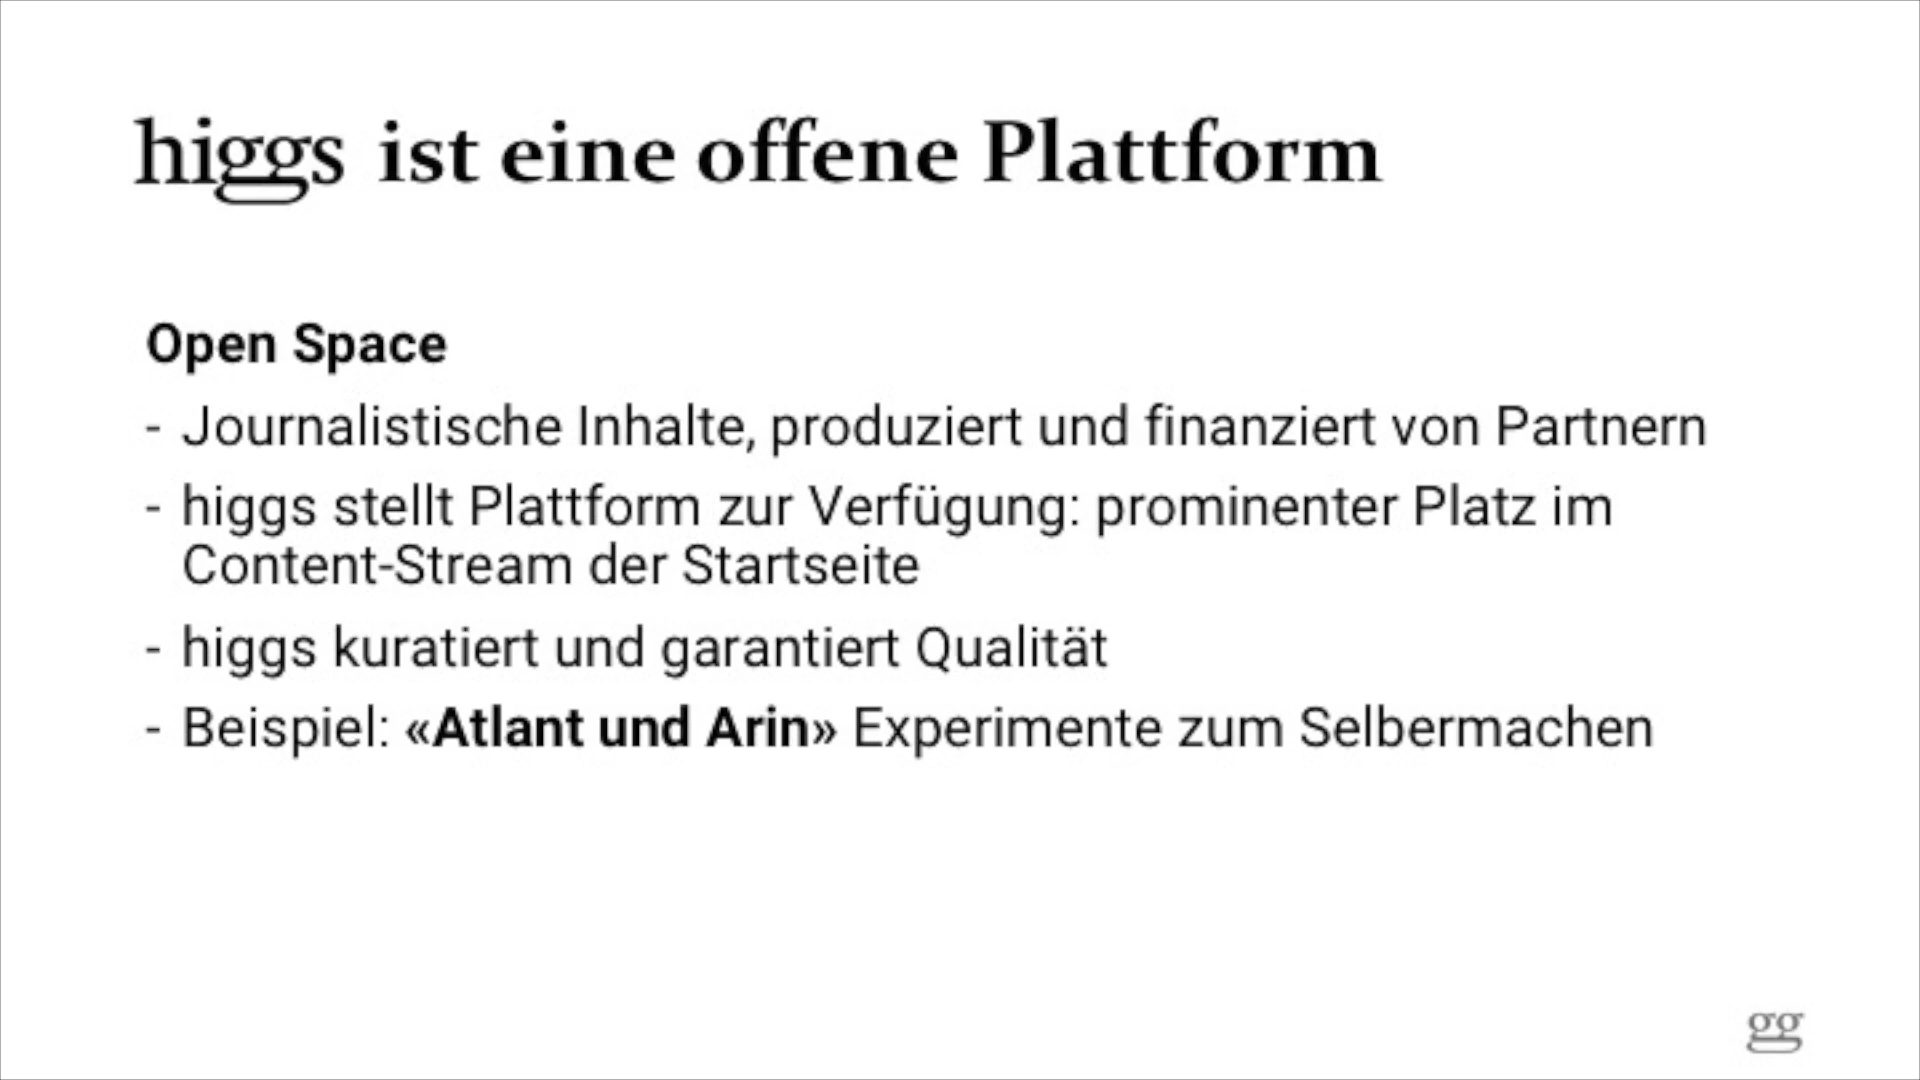 higgs ist eine offene Plattform
Open Space
- Journalistische Inhalte, produziert und finanziert von Partnern
- higgs stellt Plattform zur Verfügung: prominenter Platz im
Content-Stream der Startseite
- higgs kuratiert und garantiert Qualität
- Beispiel: «Atlant und Arin» Experimente zum Selbermachen
gg